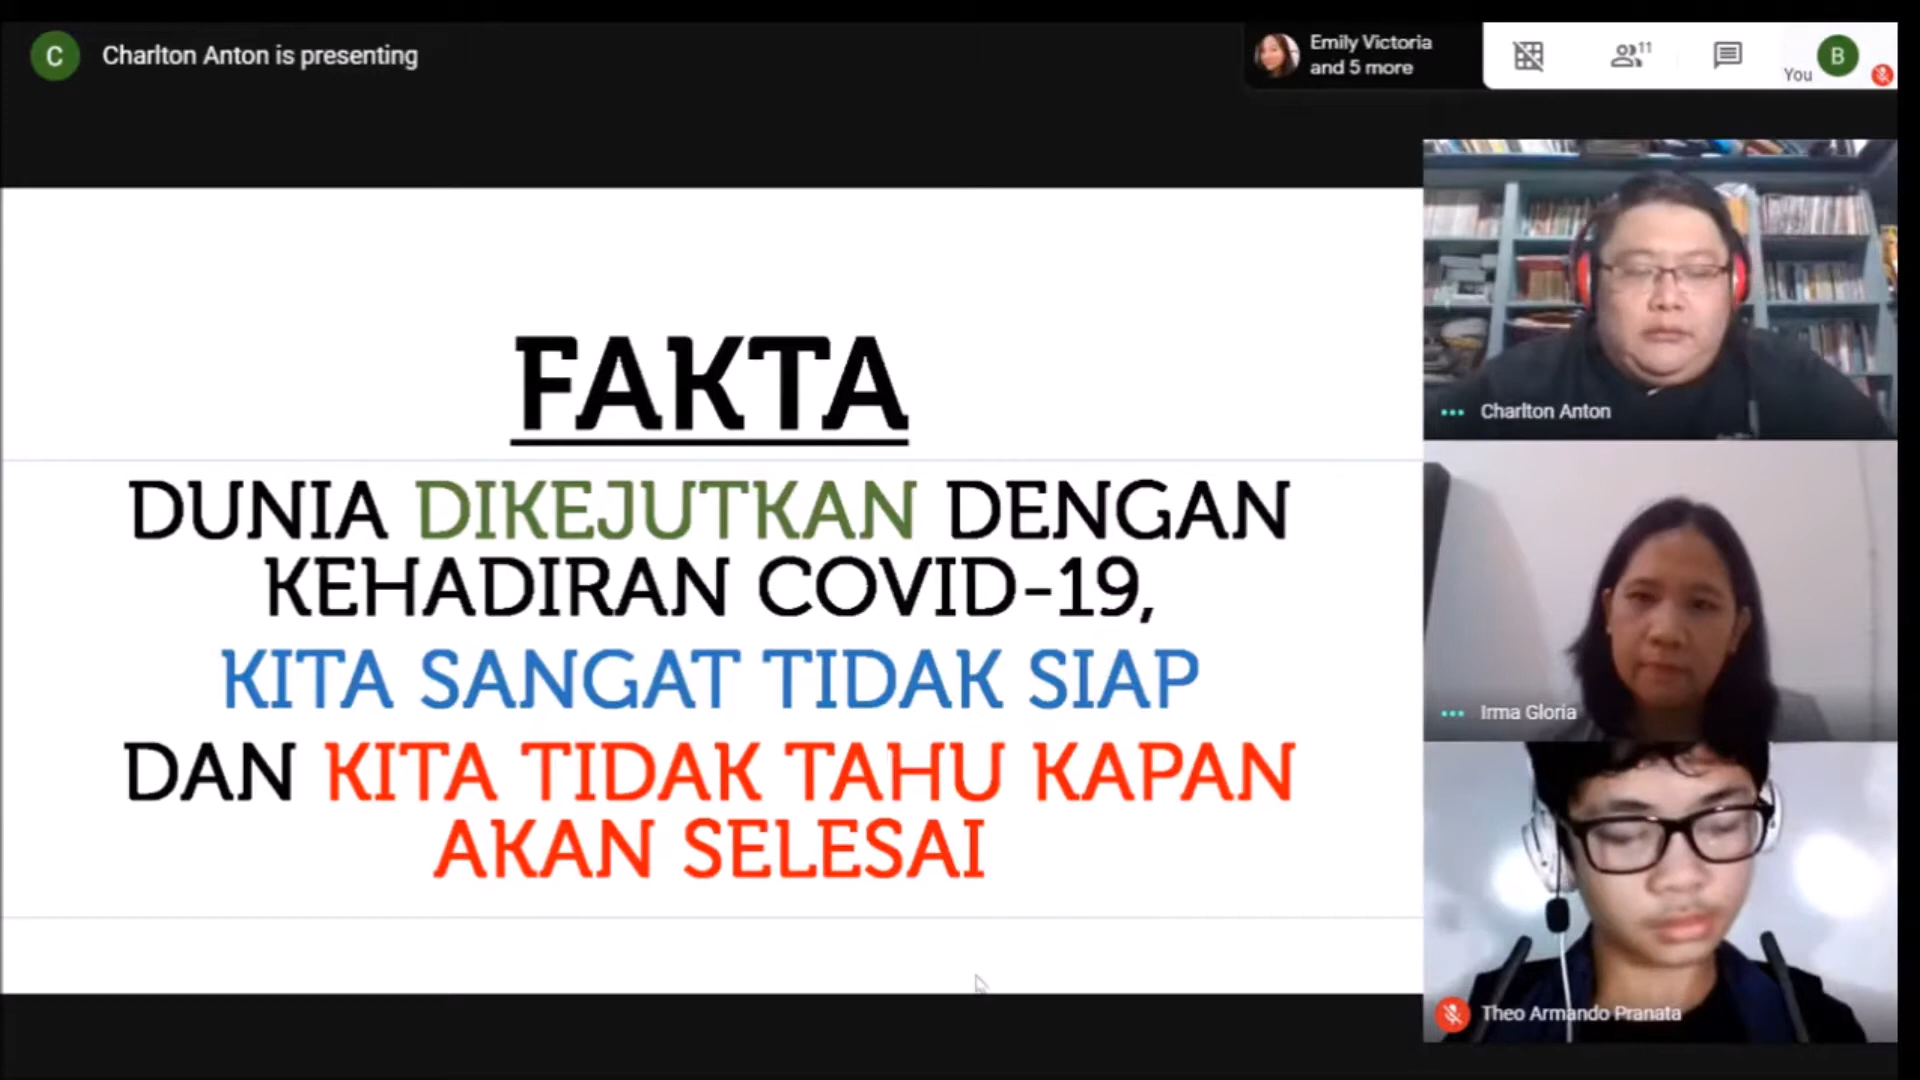 C
Charlton Anton is presenting
Emily Victoria
and 5 more
11
You
B
FAKTA
DUNIA DIKEJUTKAN DENGAN
KEHADIRAN COVID-19,
KITA SANGAT TIDAK SIAP
DAN KITA TIDAK TAHU KAPAN
AKAN SELESAI
Charlton Anton
Irma Gloria
Theo Armando Pranata